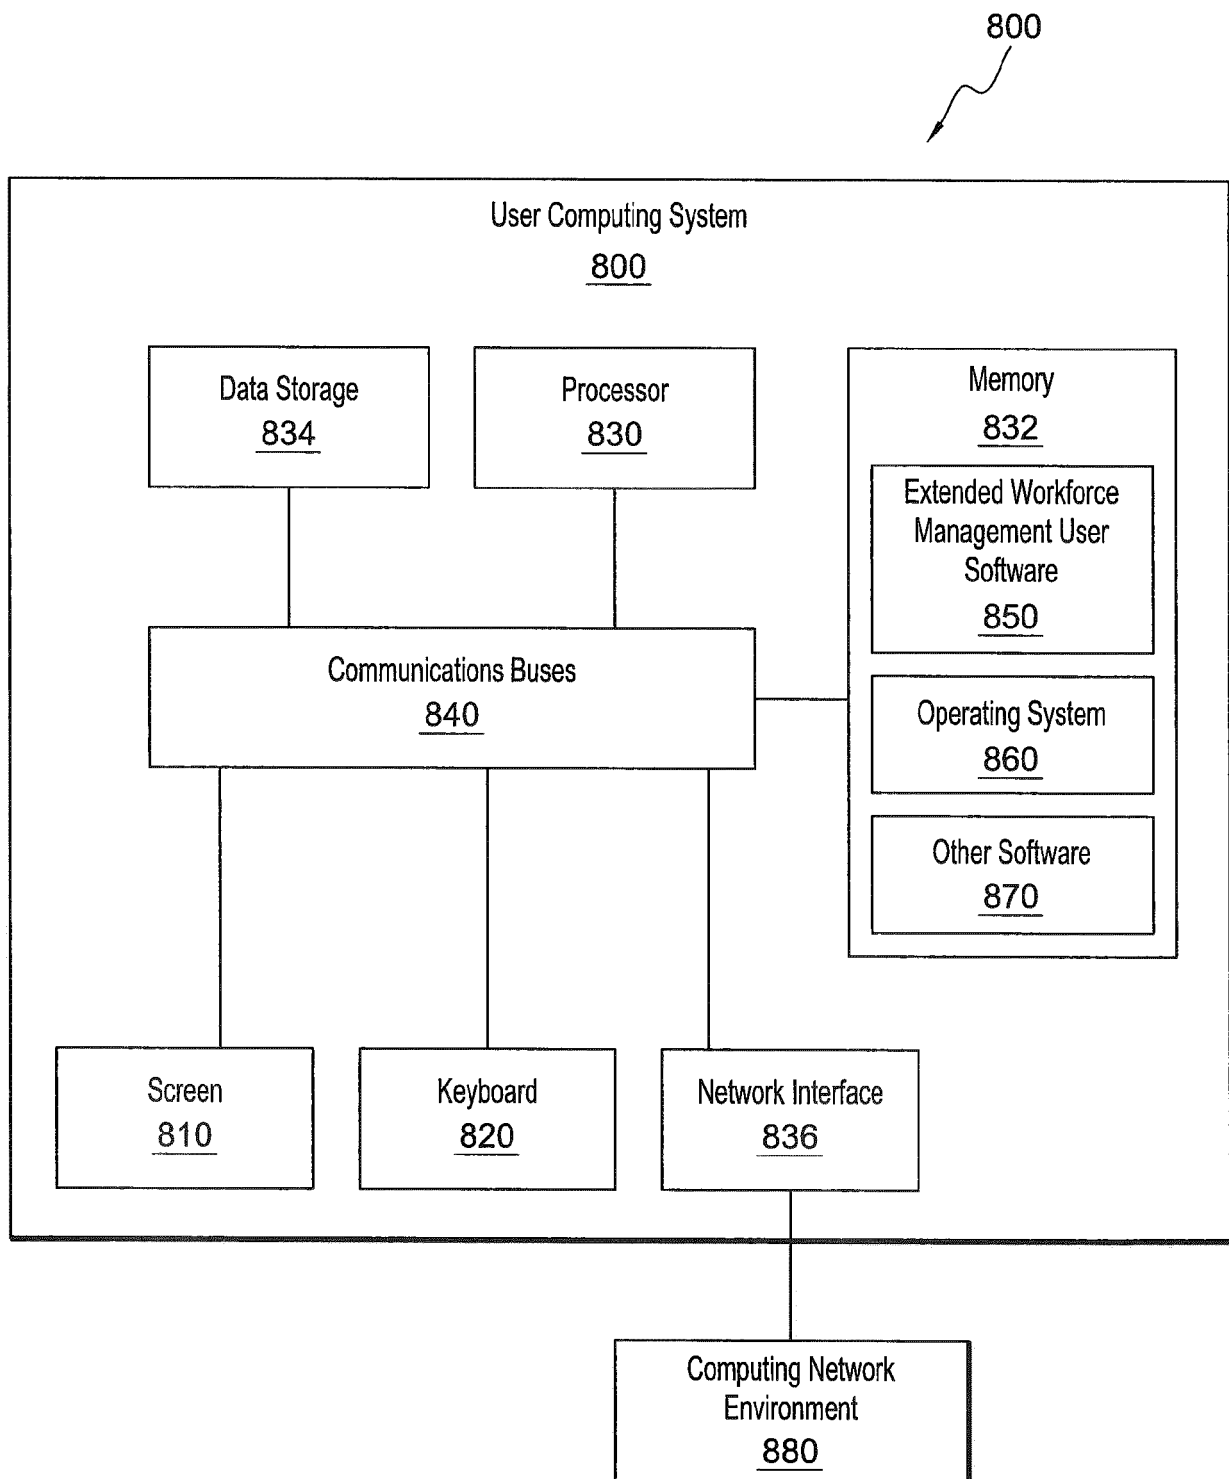 800
User Computing System
800
Data Storage
834
Processor
830
Memory
832
Extended Workforce
Management User
Software
850
Communications Buses
840
Operating System
860
Other Software
870
Screen
810
Keyboard
820
Network Interface
836
Computing Network
Environment
880